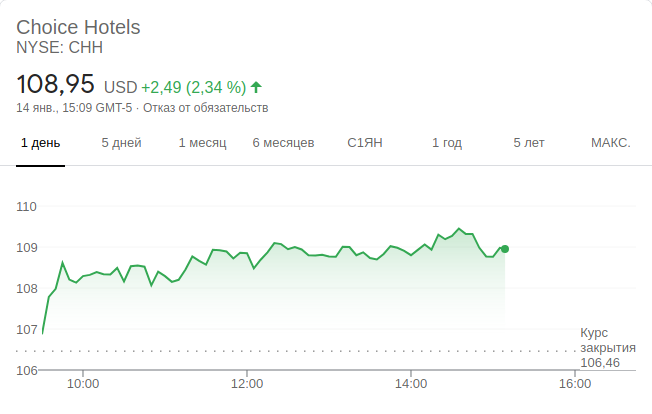 Choice Hotels
NYSE: CHH
108,95 USD +2,49 (2,34 %)
14 янв., 15:09 GMT-5 · Отказ от обязательств
1 день 5 дней 1 месяц 6 месяцев С1ЯН 1 год 5 лет МАКС.
110
109
108
107
Курс
закрытия
106,46
106
10:00 12:00 14:00 16:00